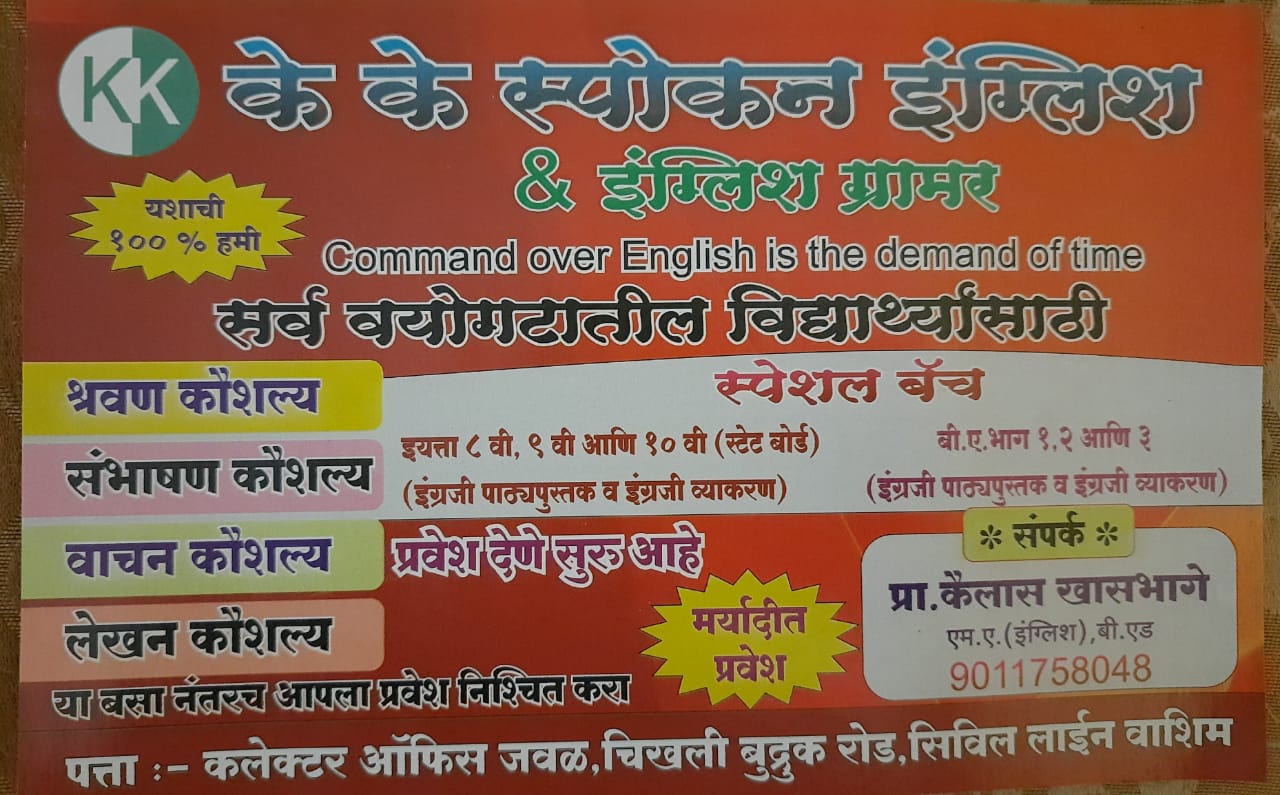 KK
के के स्पोकन इंग्लिश
& इंग्लिश ग्रामर
यशाची
१०० % हमी
Command over English is the demand of time
सर्व वयोगटातील विद्यार्थ्यांसाठी
श्रवण कौशल्य
संभाषण कौशल्य
वाचन कौशल्य
लेखन कौशल्य
स्पेशल बॅच
इयत्ता ८ वी, ९ वी आणि १० वी (स्टेट बोर्ड)
(इंग्रजी पाठ्यपुस्तक व इंग्रजी व्याकरण)
बी.ए.भाग १,२ आणि ३
(इंग्रजी पाठ्यपुस्तक व इंग्रजी व्याकरण)
प्रवेश देणे सुरु आहे
मर्यादीत
प्रवेश
* संपर्क *
प्रा.कैलास खासभागे
एम.ए.(इंग्लिश),बी.एड
9011758048
या बसा नंतरच आपला प्रवेश निश्चित करा
पत्ता :- कलेक्टर ऑफिस जवळ,चिखली बुद्रुक रोड,सिविल लाईन वाशिम